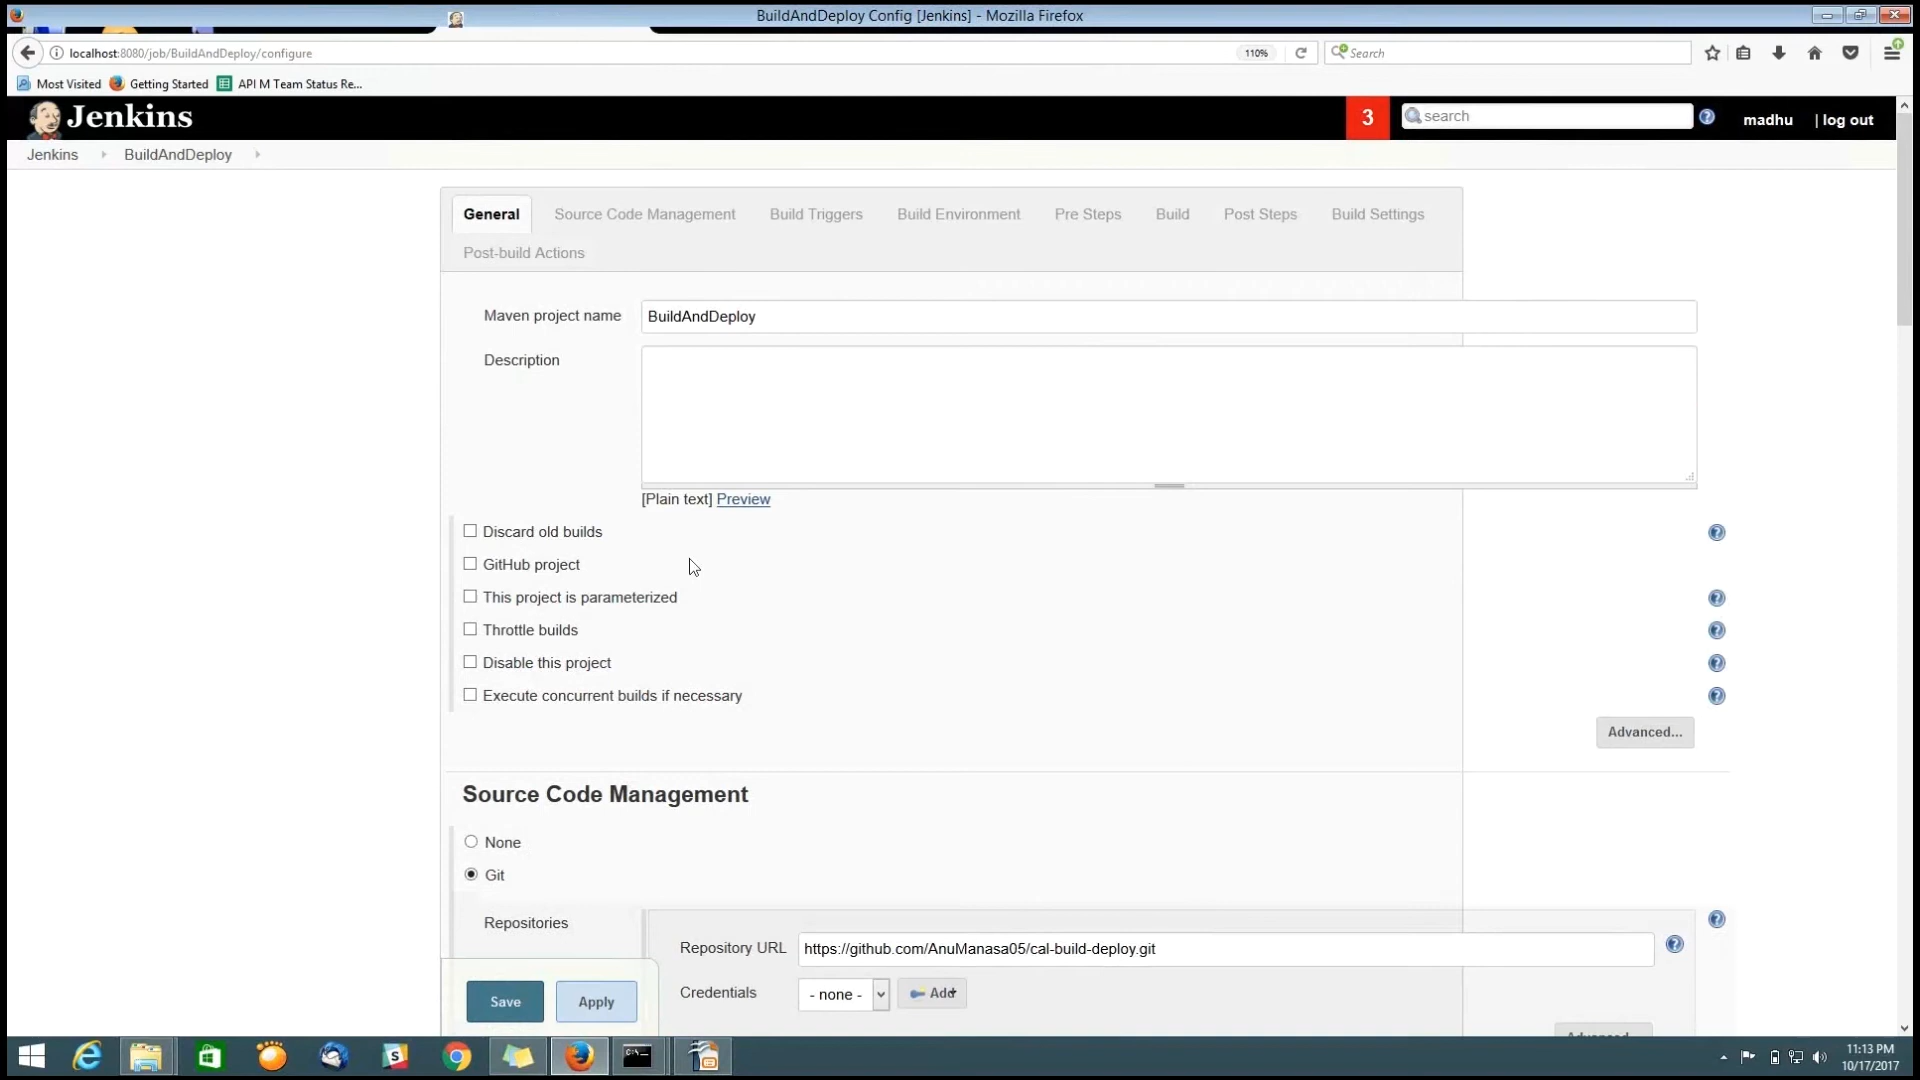 BuildAndDeploy Config [Jenkins] - Mozilla Firefox
localhost:8080/job/BuildAndDeploy/configure
110%
Search
Most Visited
Getting Started
API M Team Status Re...
Jenkins
3
search
madhu
| log out
Jenkins
BuildAndDeploy
General
Source Code Management
Build Triggers
Build Environment
Pre Steps
Build
Post Steps
Build Settings
Post-build Actions
Maven project name
BuildAndDeploy
Description
[Plain text] Preview
Discard old builds
GitHub project
This project is parameterized
Throttle builds
Disable this project
Execute concurrent builds if necessary
Advanced...
Source Code Management
None
Git
Repositories
Repository URL
https://github.com/AnuManasa05/cal-build-deploy.git
Credentials
- none -
Add
Save
Apply
Advanced...
11:13 PM
10/17/2017